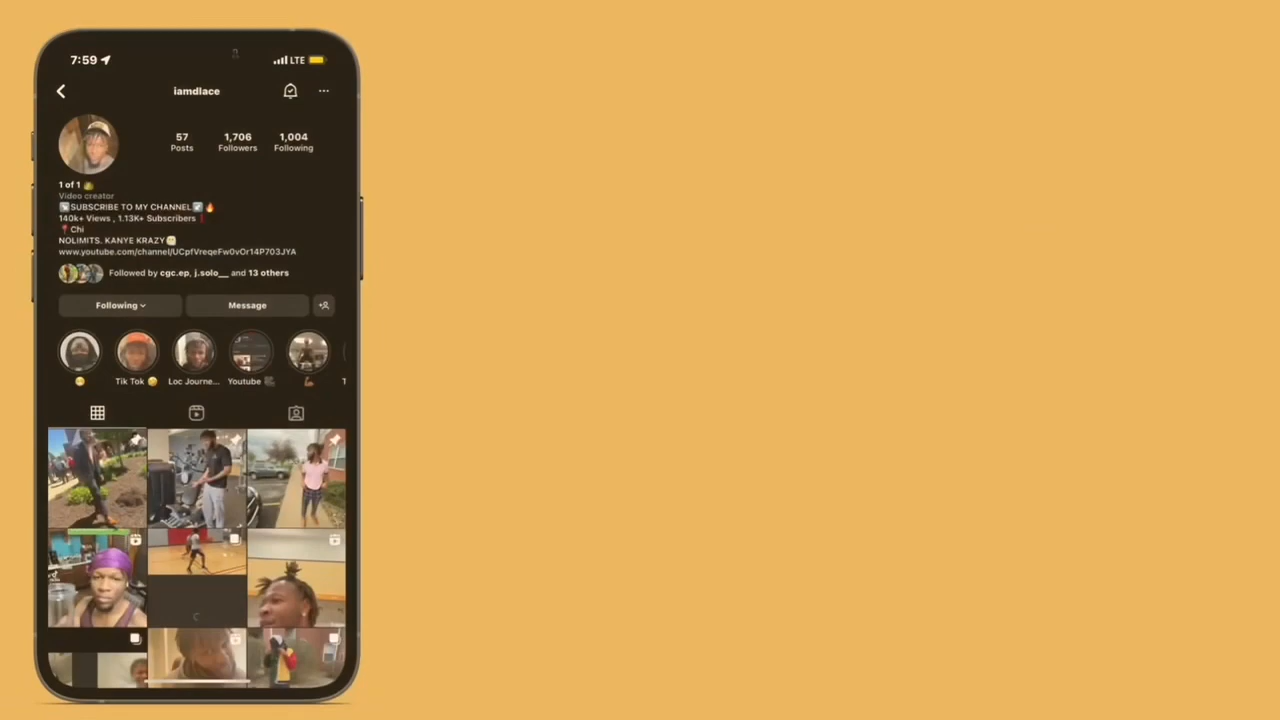 7:59 LTE
iamdlace
57 1,706 1,004
Posts Followers Following
1 of 1
Video creator
SUBSCRIBE TO MY CHANNEL
140k+ Views , 1.13K+ Subscribers❗
📍Chi
NOLIMITS. KANYE KRAZY
www.youtube.com/channel/UCpfVreqeFw0vOr14P703JYA
Followed by cgc.ep, j.solo__ and 13 others
Following Message
Tik Tok Loc Journe... Youtube T